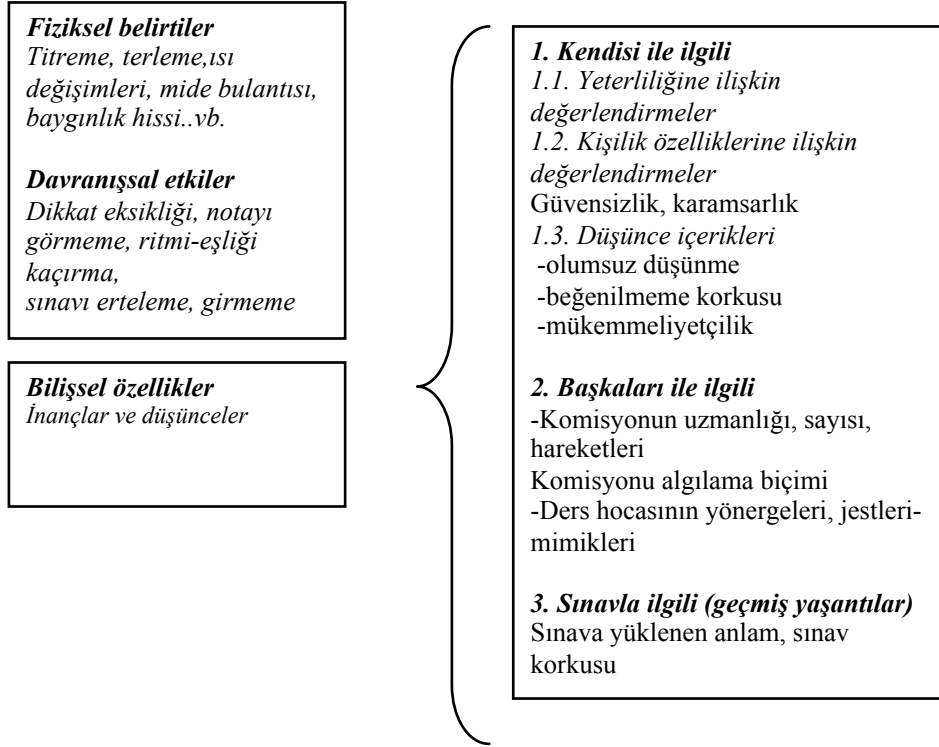 Fiziksel belirtiler
Titreme, terleme,ısı
değişimleri, mide bulantısı,
baygınlık hissi..vb.
Davranışsal etkiler
Dikkat eksikliği, notayı
görmeme, ritmi-eşliği
kaçırma,
sınavı erteleme, girmeme
Bilişsel özellikler
İnançlar ve düşünceler
1. Kendisi ile ilgili
1.1. Yeterliliğine ilişkin
değerlendirmeler
1.2. Kişilik özelliklerine ilişkin
değerlendirmeler
Güvensizlik, karamsarlık
1.3. Düşünce içerikleri
-olumsuz düşünme
-beğenilmeme korkusu
-mükemmeliyetçilik
2. Başkaları ile ilgili
-Komisyonun uzmanlığı, sayısı,
hareketleri
Komisyonu algılama biçimi
-Ders hocasının yönergeleri, jestleri-
mimikleri
3. Sınavla ilgili (geçmiş yaşantılar)
Sınava yüklenen anlam, sınav
korkusu